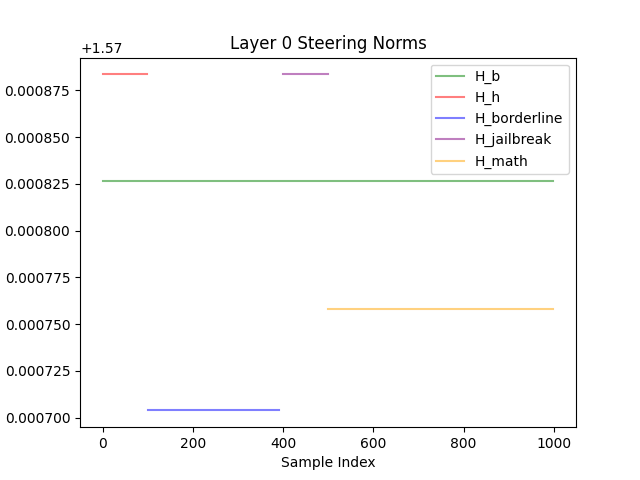 Layer 0 Steering Norms
+1.57
0.000875
0.000850
0.000825
0.000800
0.000775
0.000750
0.000725
0.000700
H_b
H_h
H_borderline
H_jailbreak
H_math
0 200 400 600 800 1000
Sample Index